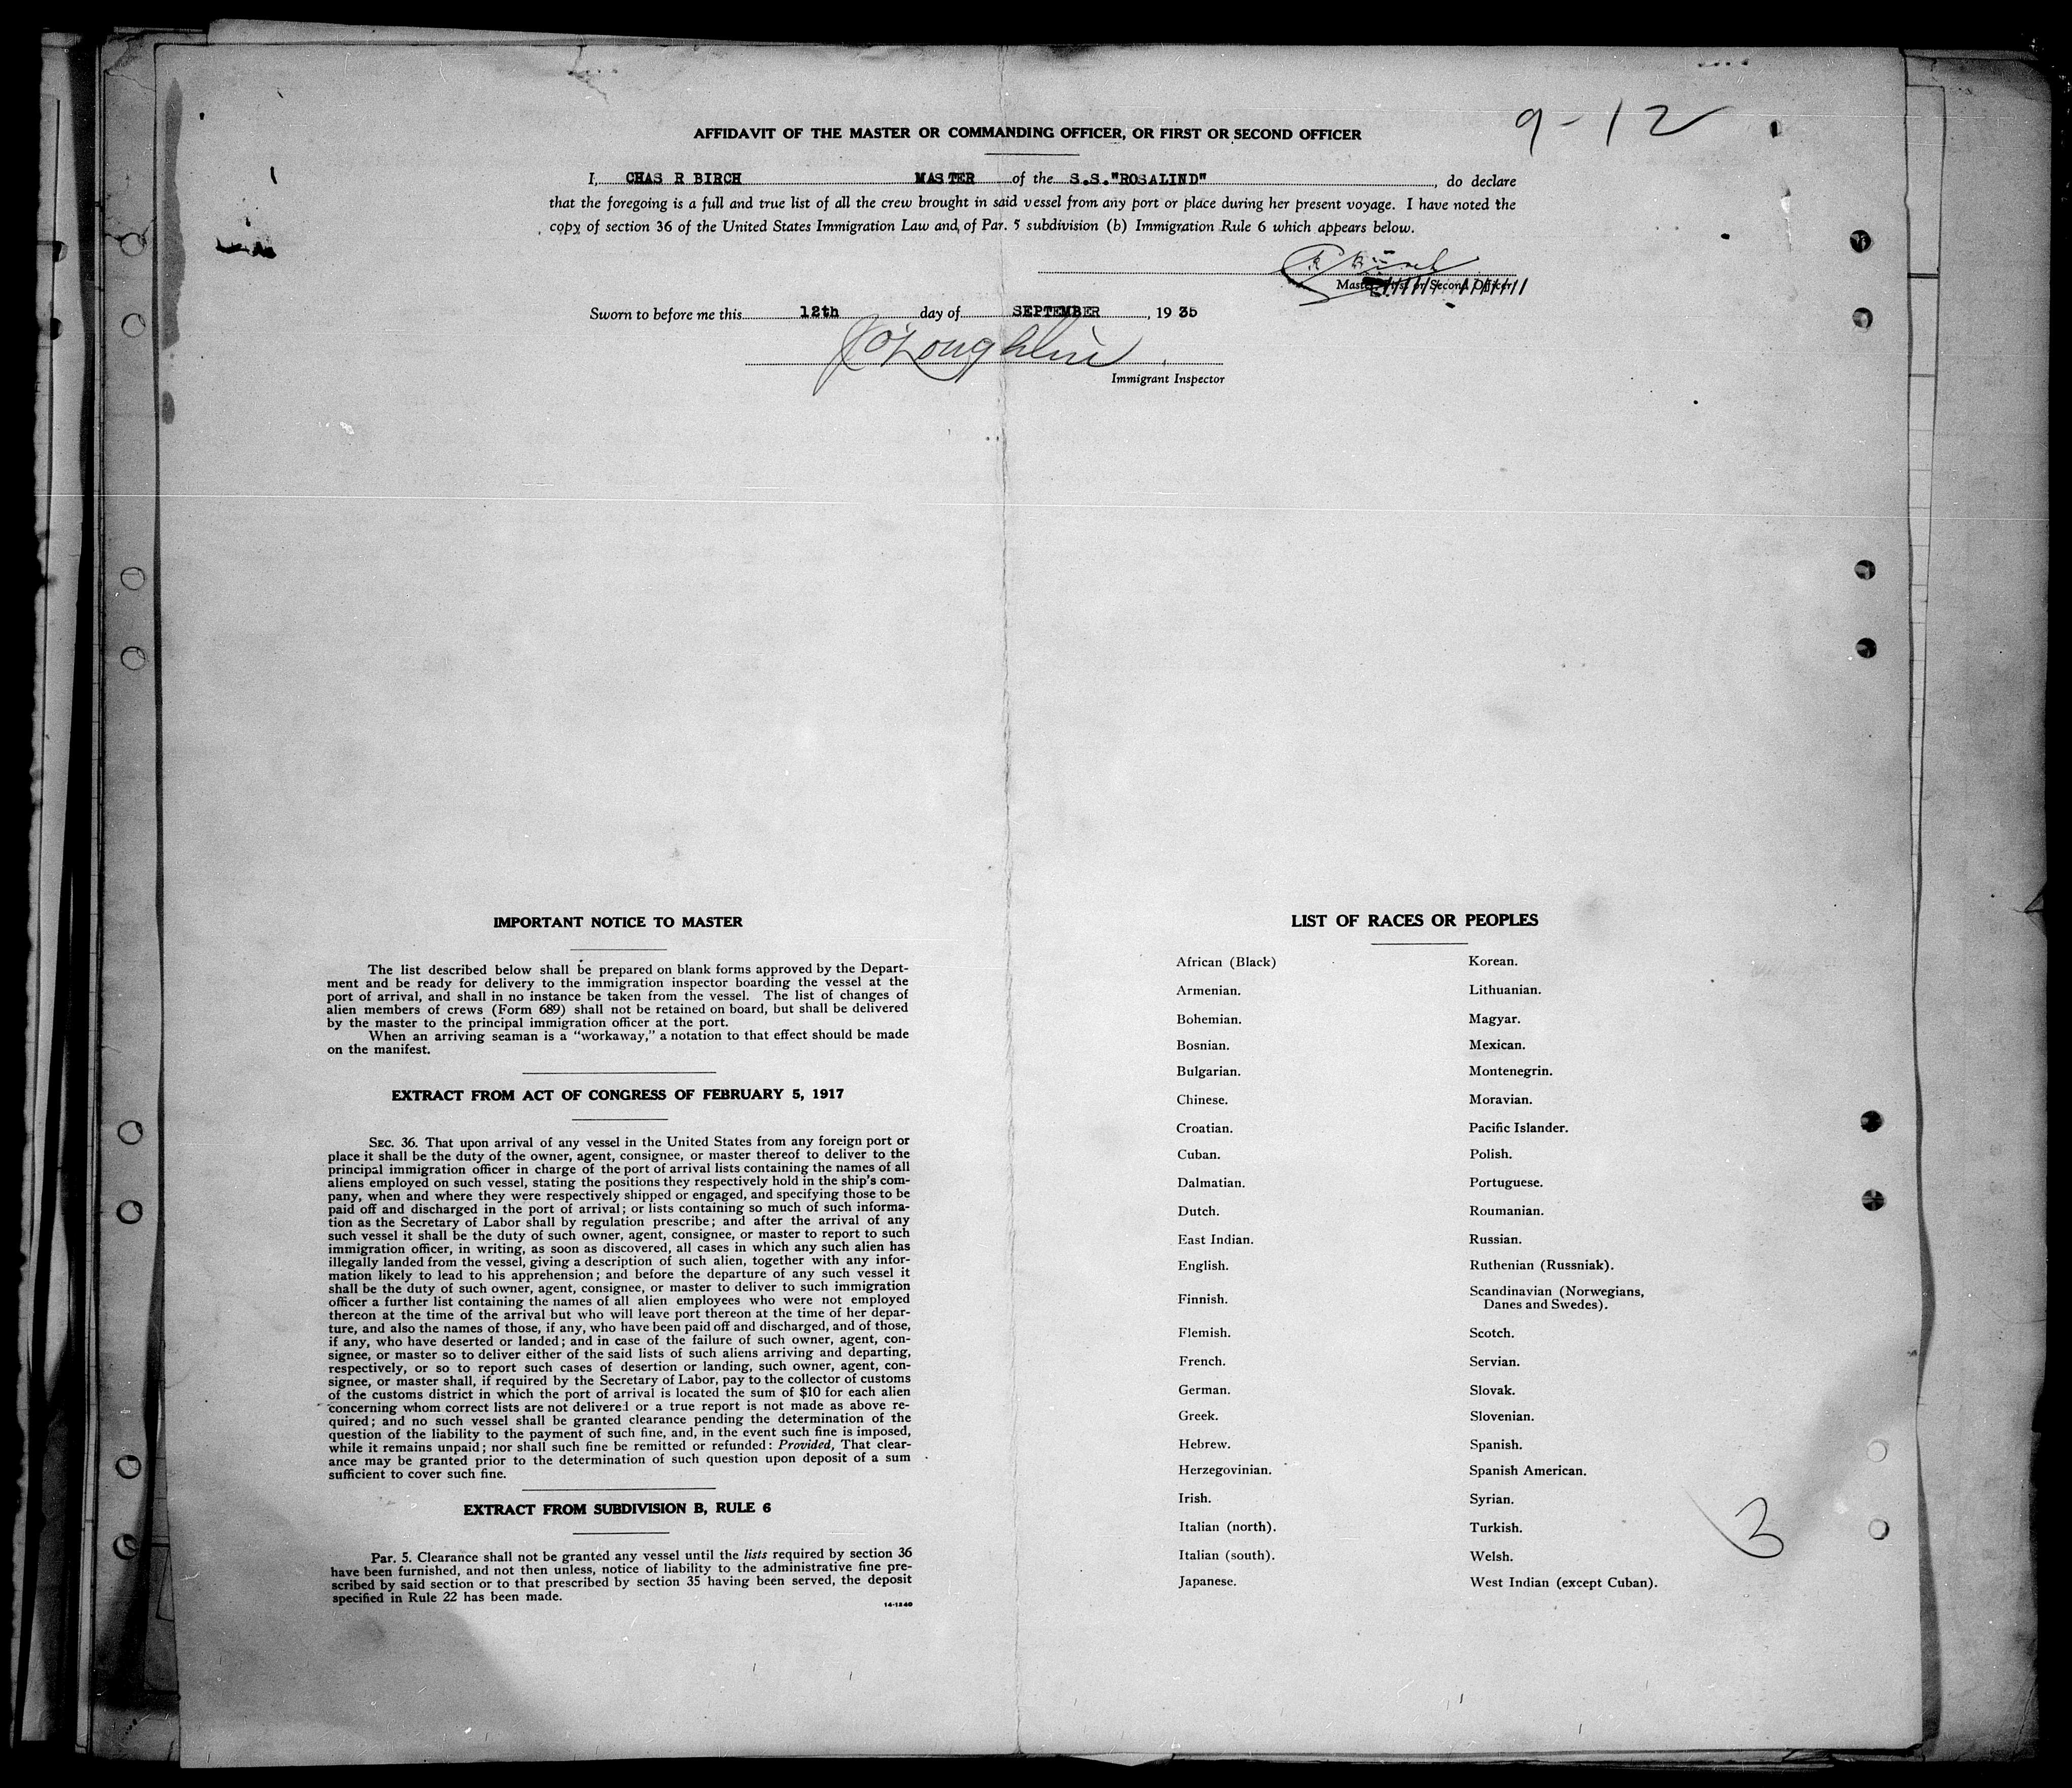 9-12
AFFIDAVIT OF THE MASTER OR COMMANDING OFFICER, OR FIRST OR SECOND OFFICER
I, CHAS R BIRCH MASTER of the S.S."ROSALIND", do declare
that the foregoing is a full and true list of all the crew brought in said vessel from any port or place during her present voyage. I have noted the
copy of section 36 of the United States Immigration Law and of Par. 5 subdivision (b) Immigration Rule 6 which appears below.
Birch
Master, First or Second Officer
Sworn to before me this 12th day of SEPTEMBER, 19 35
O'Loughlin
Immigrant Inspector
IMPORTANT NOTICE TO MASTER
The list described below shall be prepared on blank forms approved by the Depart-
ment and be ready for delivery to the immigration inspector boarding the vessel at the
port of arrival, and shall in no instance be taken from the vessel. The list of changes of
alien members of crews (Form 689) shall not be retained on board, but shall be delivered
by the master to the principal immigration officer at the port.
When an arriving seaman is a "workaway," a notation to that effect should be made
on the manifest.
EXTRACT FROM ACT OF CONGRESS OF FEBRUARY 5, 1917
SEC. 36. That upon arrival of any vessel in the United States from any foreign port or
place it shall be the duty of the owner, agent, consignee, or master thereof to deliver to the
principal immigration officer in charge of the port of arrival lists containing the names of all
aliens employed on such vessel, stating the positions they respectively hold in the ship's com-
pany, when and where they were respectively shipped or engaged, and specifying those to be
paid off and discharged in the port of arrival; or lists containing so much of such informa-
tion as the Secretary of Labor shall by regulation prescribe; and after the arrival of any
such vessel it shall be the duty of such owner, agent, consignee, or master to report to such
immigration officer, in writing, as soon as discovered, all cases in which any such alien has
illegally landed from the vessel, giving a description of such alien, together with any infor-
mation likely to lead to his apprehension; and before the departure of any such vessel it
shall be the duty of such owner, agent, consignee, or master to deliver to such immigration
officer a further list containing the names of all alien employees who were not employed
thereon at the time of the arrival but who will leave port thereon at the time of her depar-
ture, and also the names of those, if any, who have been paid off and discharged, and of those,
if any, who have deserted or landed; and in case of the failure of such owner, agent, con-
signee, or master so to deliver either of the said lists of such aliens arriving and departing,
respectively, or so to report such cases of desertion or landing, such owner, agent, con-
signee, or master shall, if required by the Secretary of Labor, pay to the collector of customs
of the customs district in which the port of arrival is located the sum of $10 for each alien
concerning whom correct lists are not delivered or a true report is not made as above re-
quired; and no such vessel shall be granted clearance pending the determination of the
question of the liability to the payment of such fine, and, in the event such fine is imposed,
while it remains unpaid; nor shall such fine be remitted or refunded: Provided, That clear-
ance may be granted prior to the determination of such question upon deposit of a sum
sufficient to cover such fine.
EXTRACT FROM SUBDIVISION B, RULE 6
Par. 5. Clearance shall not be granted any vessel until the lists required by section 36
have been furnished, and not then unless, notice of liability to the administrative fine pre-
scribed by said section or to that prescribed by section 35 having been served, the deposit
specified in Rule 22 has been made.
14-1240
LIST OF RACES OR PEOPLES
African (Black)
Armenian.
Bohemian.
Bosnian.
Bulgarian.
Chinese.
Croatian.
Cuban.
Dalmatian.
Dutch.
East Indian.
English.
Finnish.
Flemish.
French.
German.
Greek.
Hebrew.
Herzegovinian.
Irish.
Italian (north).
Italian (south).
Japanese.
Korean.
Lithuanian.
Magyar.
Mexican.
Montenegrin.
Moravian.
Pacific Islander.
Polish.
Portuguese.
Roumanian.
Russian.
Ruthenian (Russniak).
Scandinavian (Norwegians,
Danes and Swedes).
Scotch.
Servian.
Slovak.
Slovenian.
Spanish.
Spanish American.
Syrian.
Turkish.
Welsh.
West Indian (except Cuban).
3